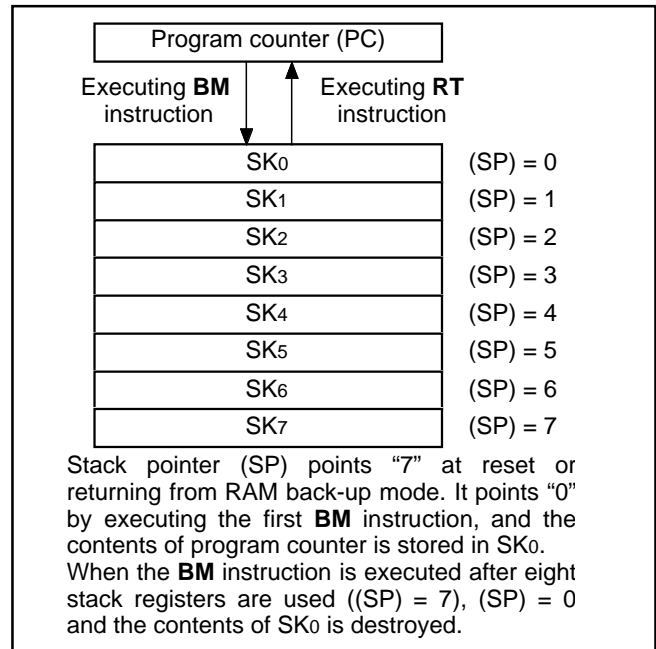 Program counter (PC)
Executing BM instruction
Executing RT instruction
SK0 (SP) = 0
SK1 (SP) = 1
SK2 (SP) = 2
SK3 (SP) = 3
SK4 (SP) = 4
SK5 (SP) = 5
SK6 (SP) = 6
SK7 (SP) = 7
Stack pointer (SP) points “7” at reset or
returning from RAM back-up mode. It points “0”
by executing the first BM instruction, and the
contents of program counter is stored in SK0.
When the BM instruction is executed after eight
stack registers are used ((SP) = 7), (SP) = 0
and the contents of SK0 is destroyed.